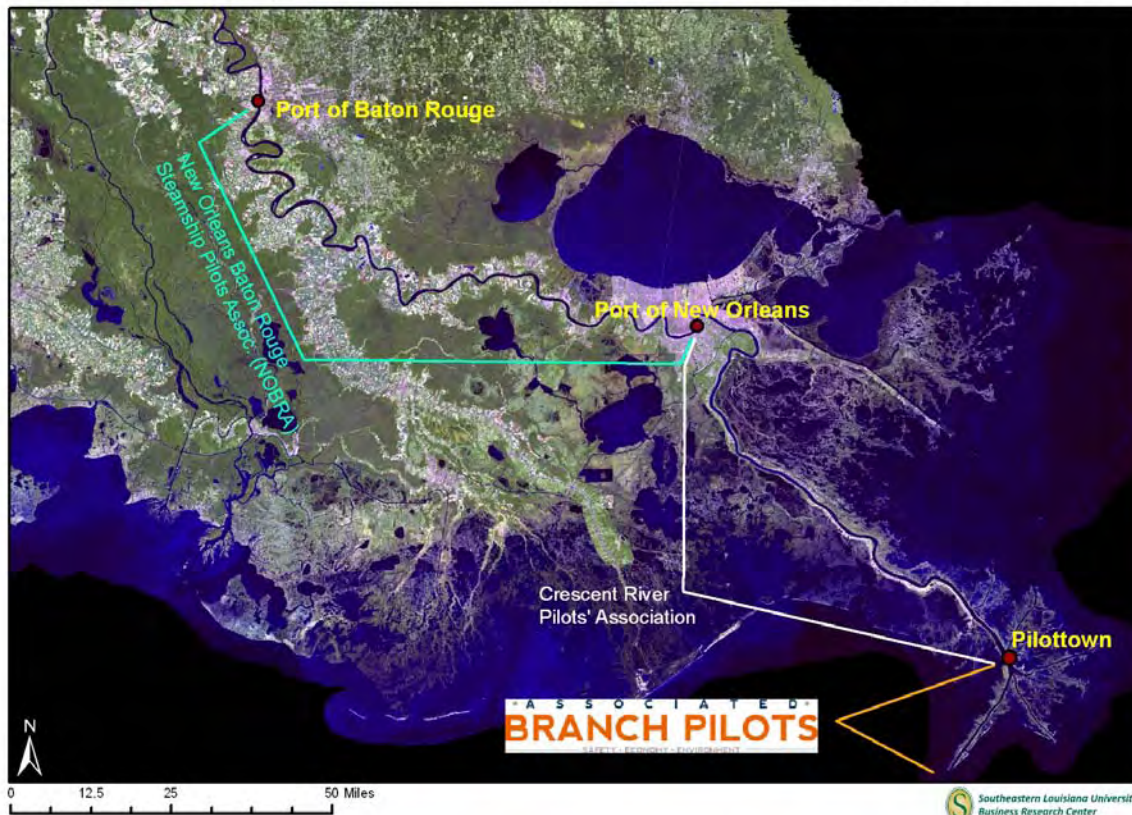 Port of Baton Rouge
New Orleans Baton Rouge
Steamship Pilots Assoc. (NOBRA)
Port of New Orleans
Crescent River
Pilots' Association
Pilottown
ASSOCIATED
BRANCH PILOTS
SAFETY · ECONOMY · ENVIRONMENT
N
0 12.5 25 50 Miles
S
Southeastern Louisiana Universit
Business Research Center